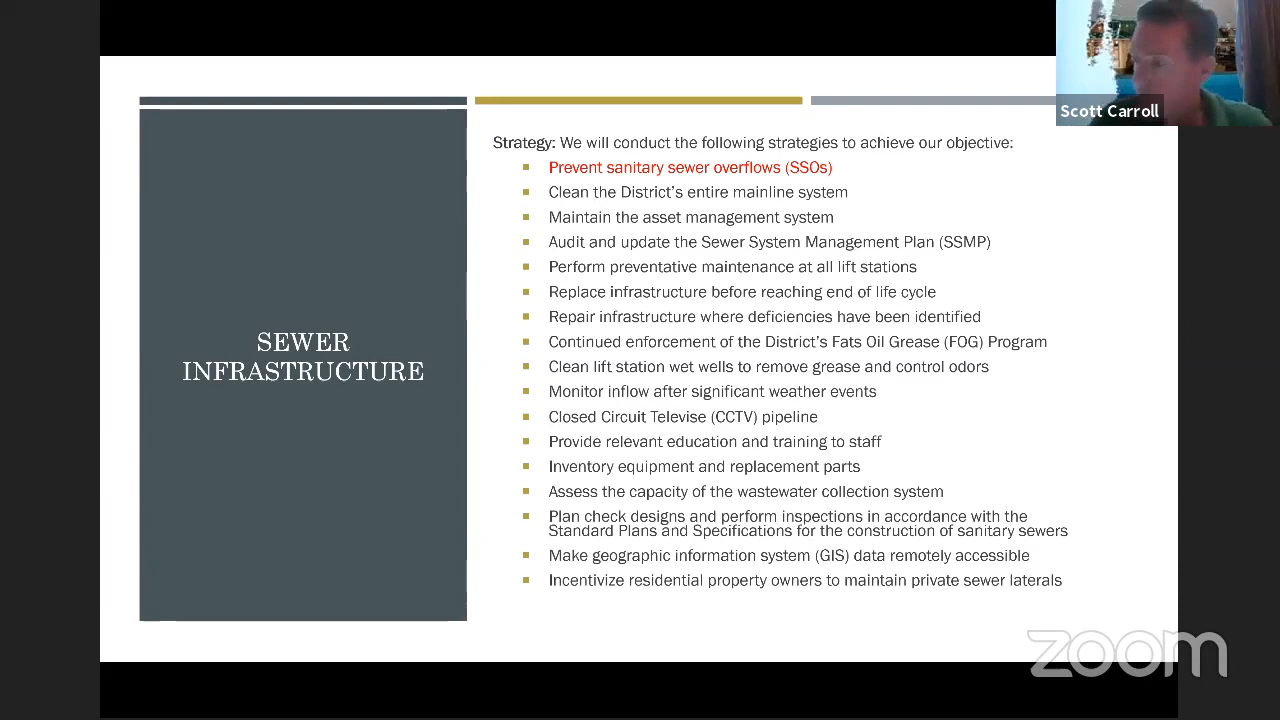 Scott Carroll
SEWER
INFRASTRUCTURE
Strategy: We will conduct the following strategies to achieve our objective:
Prevent sanitary sewer overflows (SSOs)
Clean the District's entire mainline system
Maintain the asset management system
Audit and update the Sewer System Management Plan (SSMP)
Perform preventative maintenance at all lift stations
Replace infrastructure before reaching end of life cycle
Repair infrastructure where deficiencies have been identified
Continued enforcement of the District's Fats Oil Grease (FOG) Program
Clean lift station wet wells to remove grease and control odors
Monitor inflow after significant weather events
Closed Circuit Televise (CCTV) pipeline
Provide relevant education and training to staff
Inventory equipment and replacement parts
Assess the capacity of the wastewater collection system
Plan check designs and perform inspections in accordance with the
Standard Plans and Specifications for the construction of sanitary sewers
Make geographic information system (GIS) data remotely accessible
Incentivize residential property owners to maintain private sewer laterals
zoom